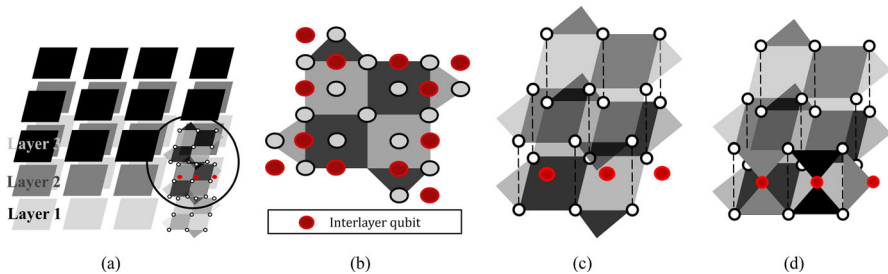 Layer 3
Layer 2
Layer 1
Interlayer qubit
(a)
(b)
(c)
(d)